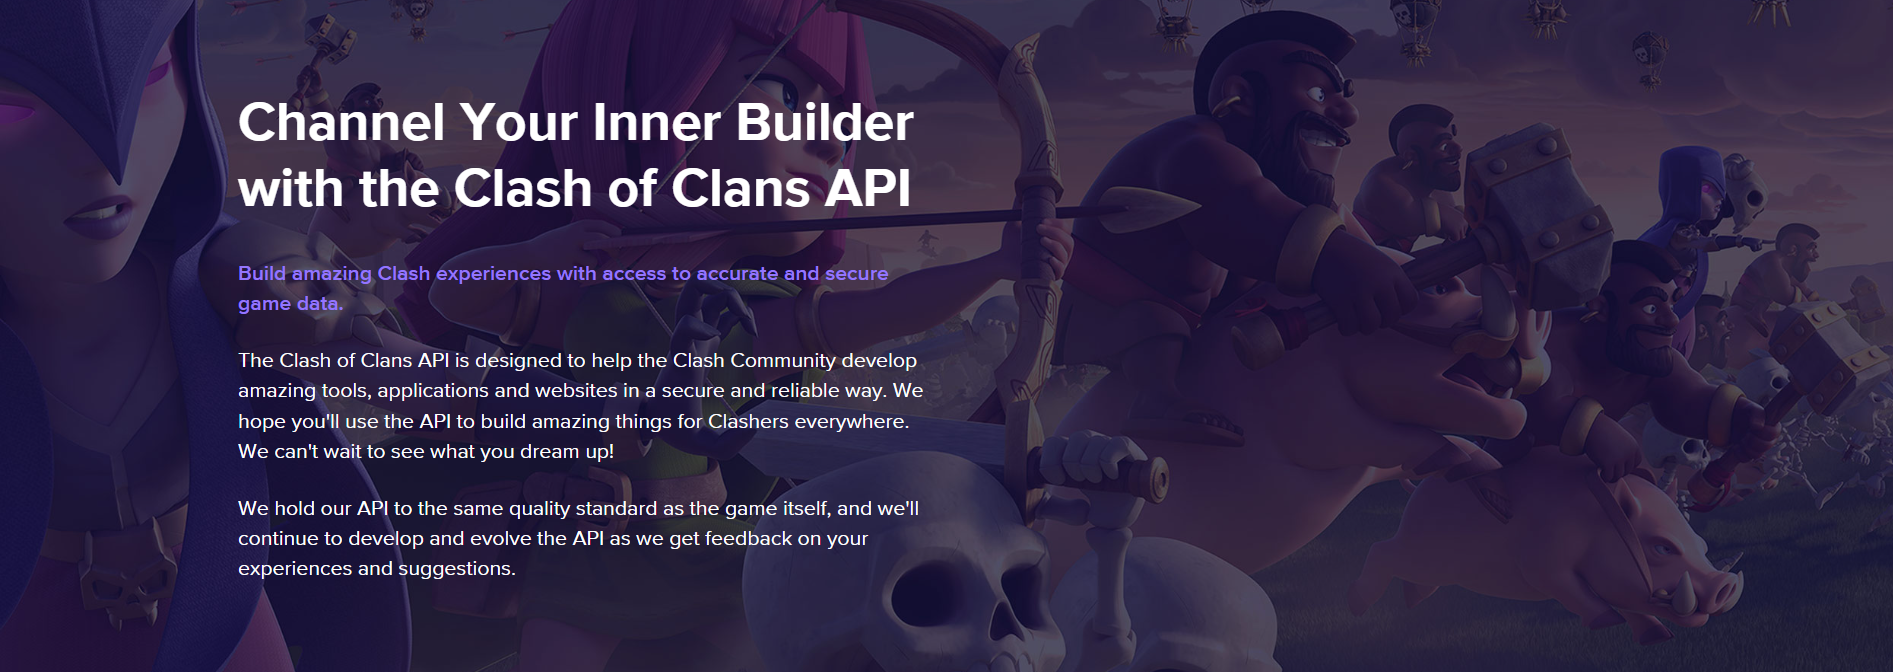 Channel Your Inner Builder
with the Clash of Clans API
Build amazing Clash experiences with access to accurate and secure
game data.
The Clash of Clans API is designed to help the Clash Community develop
amazing tools, applications and websites in a secure and reliable way. We
hope you'll use the API to build amazing things for Clashers everywhere.
We can't wait to see what you dream up!
We hold our API to the same quality standard as the game itself, and we'll
continue to develop and evolve the API as we get feedback on your
experiences and suggestions.